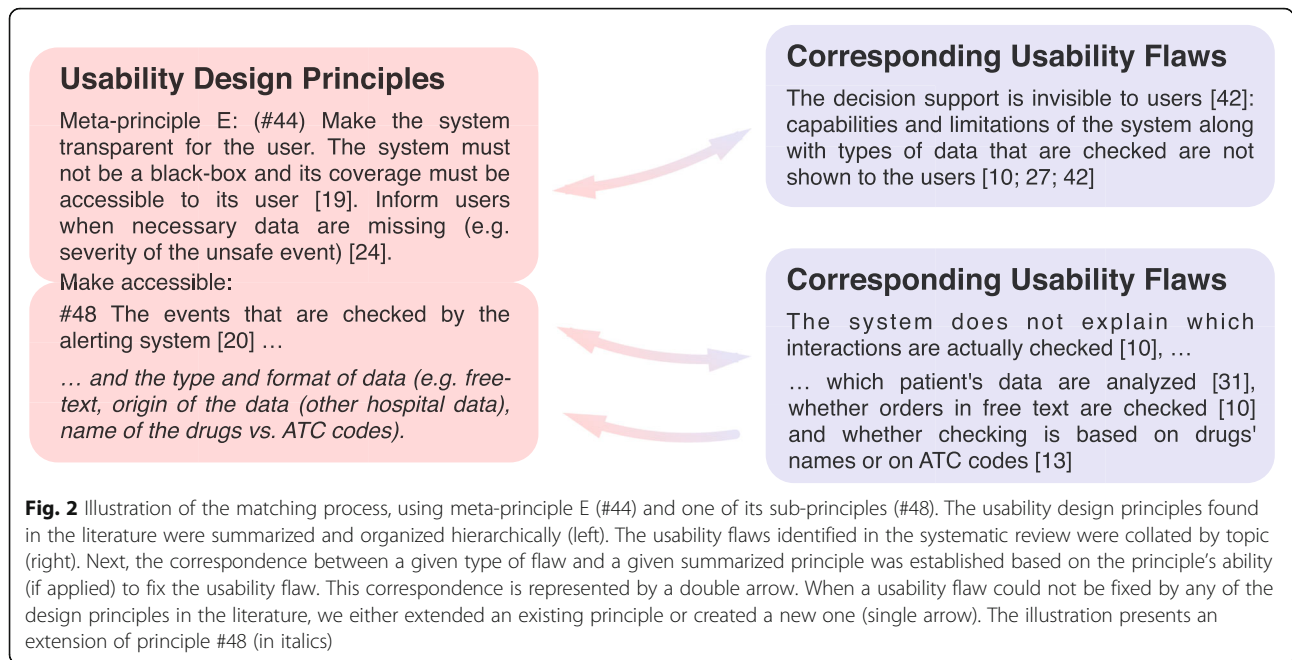 Usability Design Principles
Meta-principle E: (#44) Make the system
transparent for the user. The system must
not be a black-box and its coverage must be
accessible to its user [19]. Inform users
when necessary data are missing (e.g.
severity of the unsafe event) [24].
Make accessible:
#48 The events that are checked by the
alerting system [20] ...
... and the type and format of data (e.g. free-
text, origin of the data (other hospital data),
name of the drugs vs. ATC codes).
Corresponding Usability Flaws
The decision support is invisible to users [42]:
capabilities and limitations of the system along
with types of data that are checked are not
shown to the users [10; 27; 42]
Corresponding Usability Flaws
The system does not explain which
interactions are actually checked [10], ...
... which patient's data are analyzed [31],
whether orders in free text are checked [10]
and whether checking is based on drugs'
names or on ATC codes [13]
Fig. 2 Illustration of the matching process, using meta-principle E (#44) and one of its sub-principles (#48). The usability design principles found
in the literature were summarized and organized hierarchically (left). The usability flaws identified in the systematic review were collated by topic
(right). Next, the correspondence between a given type of flaw and a given summarized principle was established based on the principle's ability
(if applied) to fix the usability flaw. This correspondence is represented by a double arrow. When a usability flaw could not be fixed by any of the
design principles in the literature, we either extended an existing principle or created a new one (single arrow). The illustration presents an
extension of principle #48 (in italics)